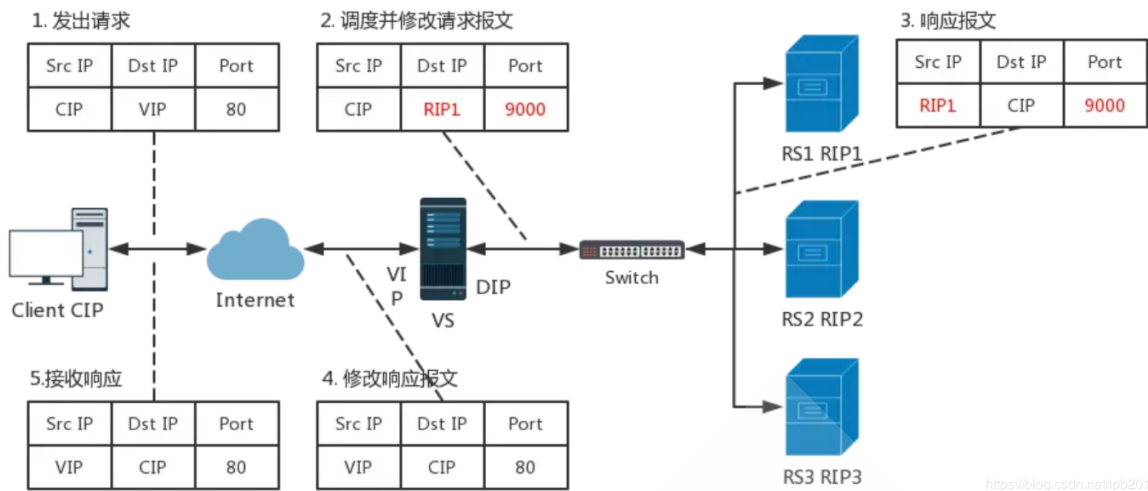 1. 发出请求
Src IP Dst IP Port
CIP VIP 80
2. 调度并修改请求报文
Src IP Dst IP Port
CIP RIP1 9000
3. 响应报文
Src IP Dst IP Port
RIP1 CIP 9000
RS1 RIP1
Client CIP
Internet
VI
P
VS
DIP
Switch
RS2 RIP2
5.接收响应
Src IP Dst IP Port
VIP CIP 80
4. 修改响应报文
Src IP Dst IP Port
VIP CIP 80
RS3 RIP3